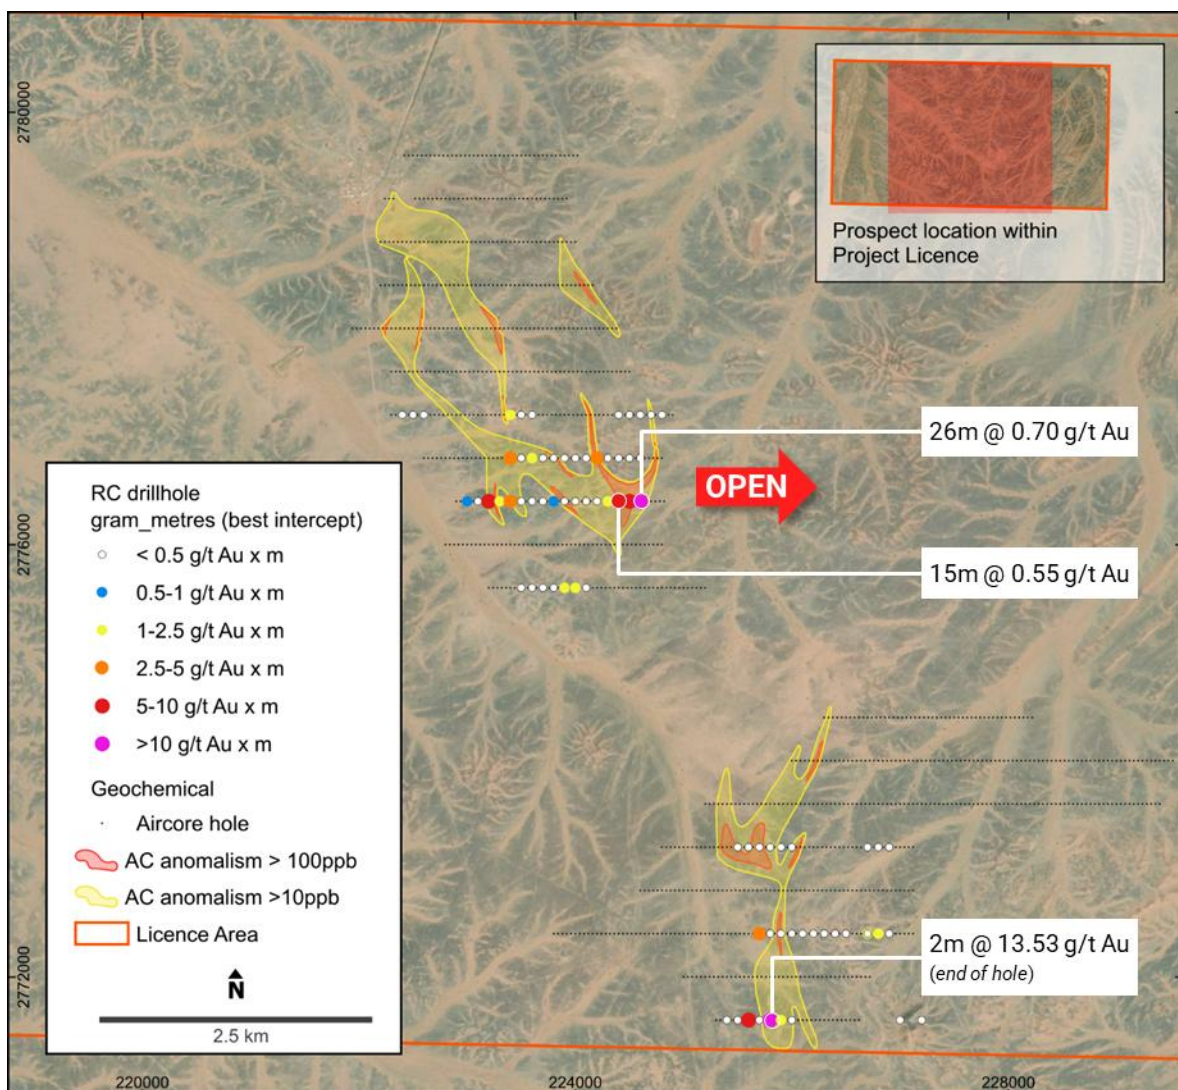 Prospect location within
Project Licence
2780000
26m @ 0.70 g/t Au
OPEN
2776000
15m @ 0.55 g/t Au
RC drillhole
gram_metres (best intercept)
< 0.5 g/t Au x m
0.5-1 g/t Au x m
1-2.5 g/t Au x m
2.5-5 g/t Au x m
5-10 g/t Au x m
>10 g/t Au x m
Geochemical
Aircore hole
AC anomalism > 100ppb
AC anomalism >10ppb
Licence Area
N
2.5 km
2772000
2m @ 13.53 g/t Au
(end of hole)
220000
224000
228000